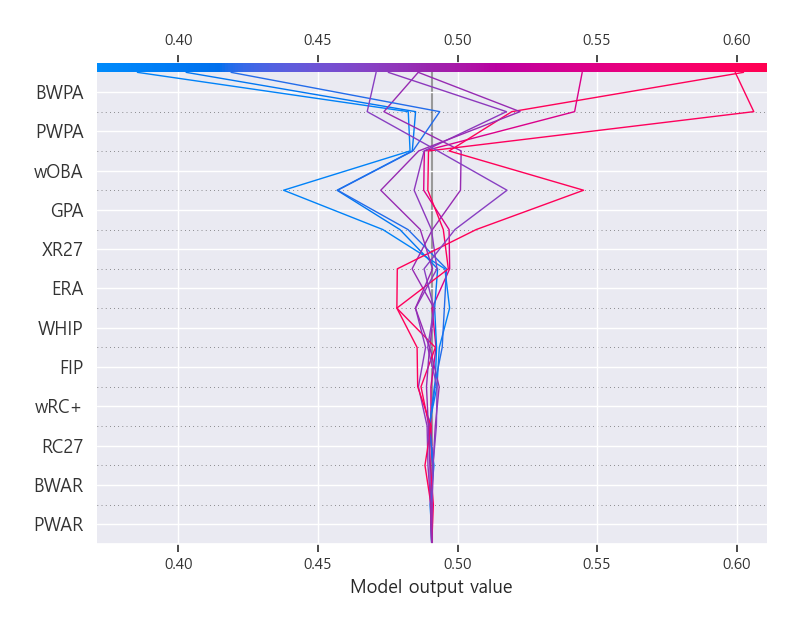 0.40 0.45 0.50 0.55 0.60
BWPA
PWPA
wOBA
GPA
XR27
ERA
WHIP
FIP
wRC+
RC27
BWAR
PWAR
0.40 0.45 0.50 0.55 0.60
Model output value